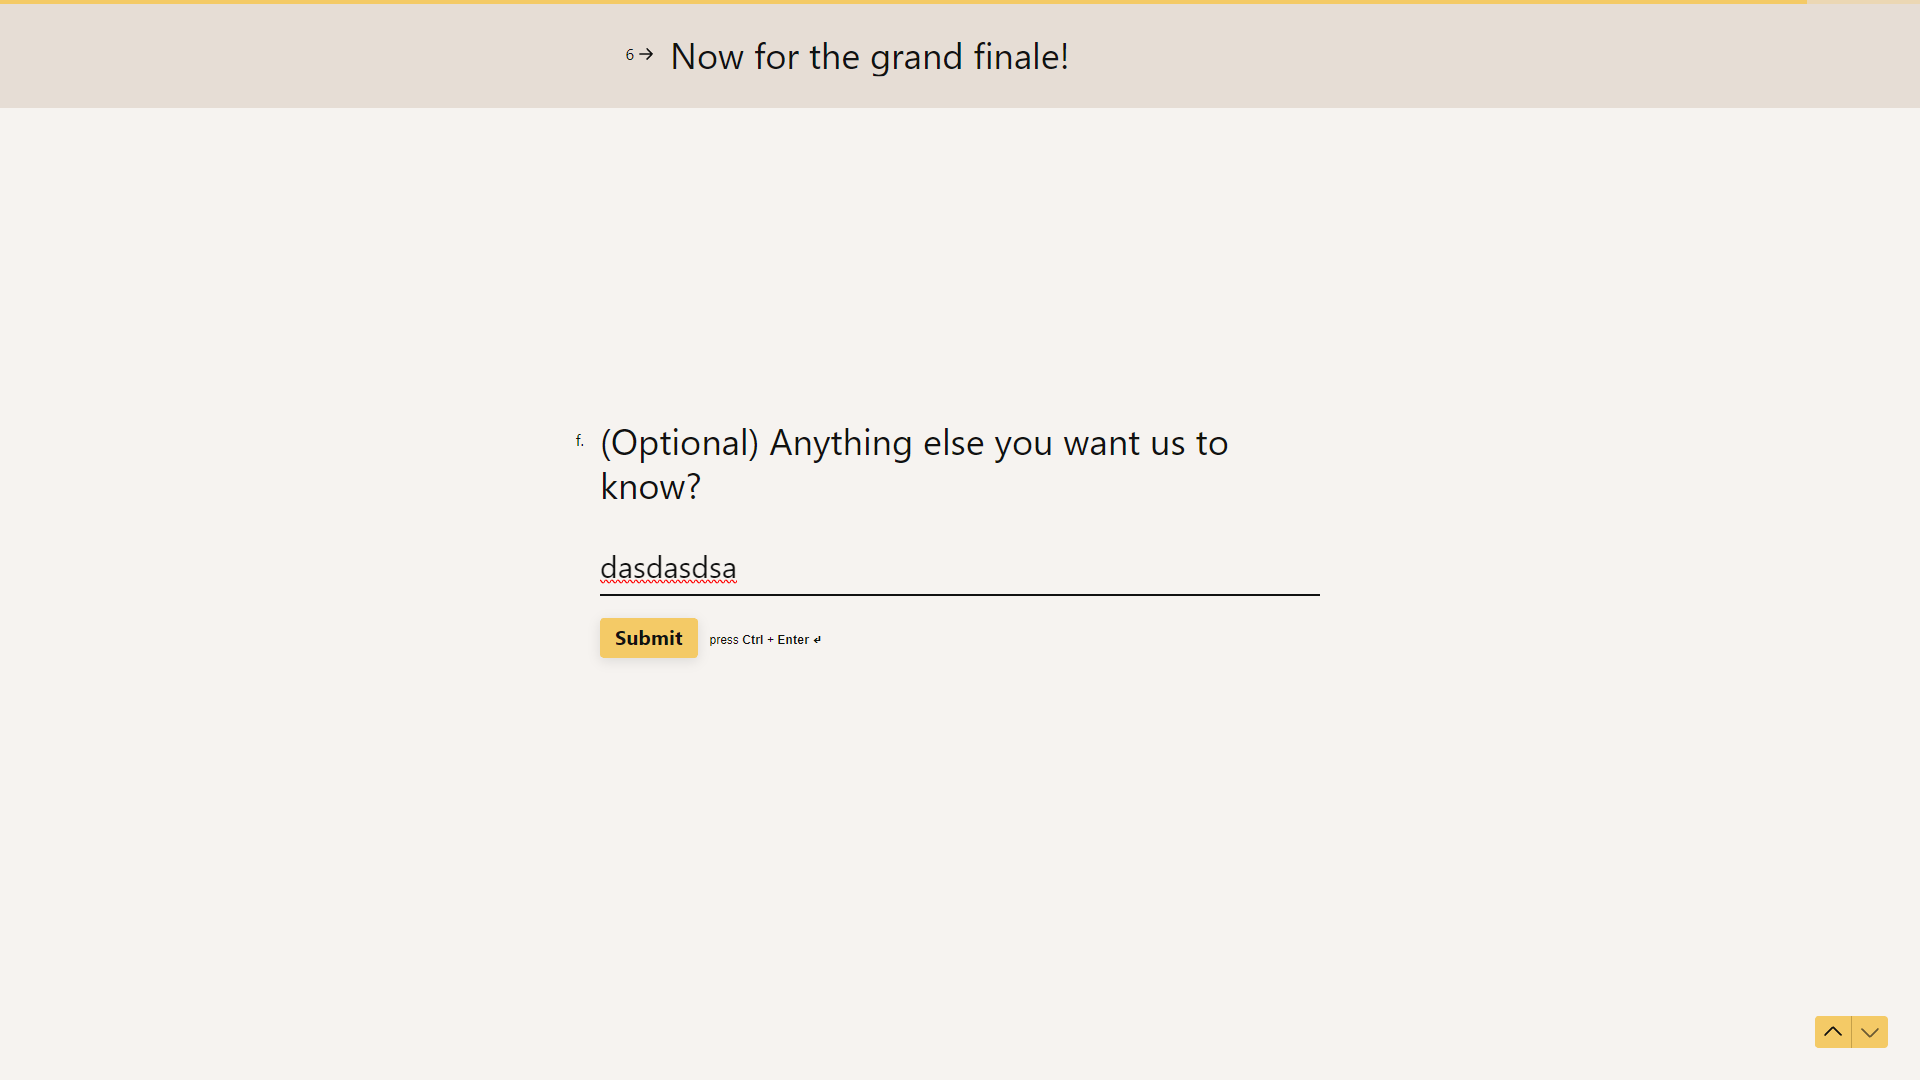 6→ Now for the grand finale!
f. (Optional) Anything else you want us to
know?
dasdasdsa
Submit press Ctrl + Enter ↵